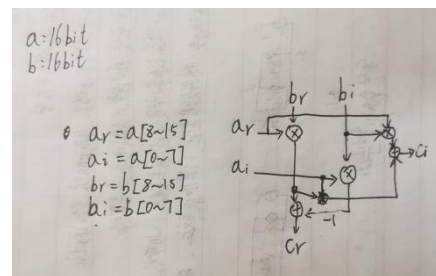 a:16bit
b:16bit
ar=a[8~15]
ai=a[0~7]
br=b[8~15]
bi=b[0~7]
br
bi
ar
ai
Ci
-1
Cr